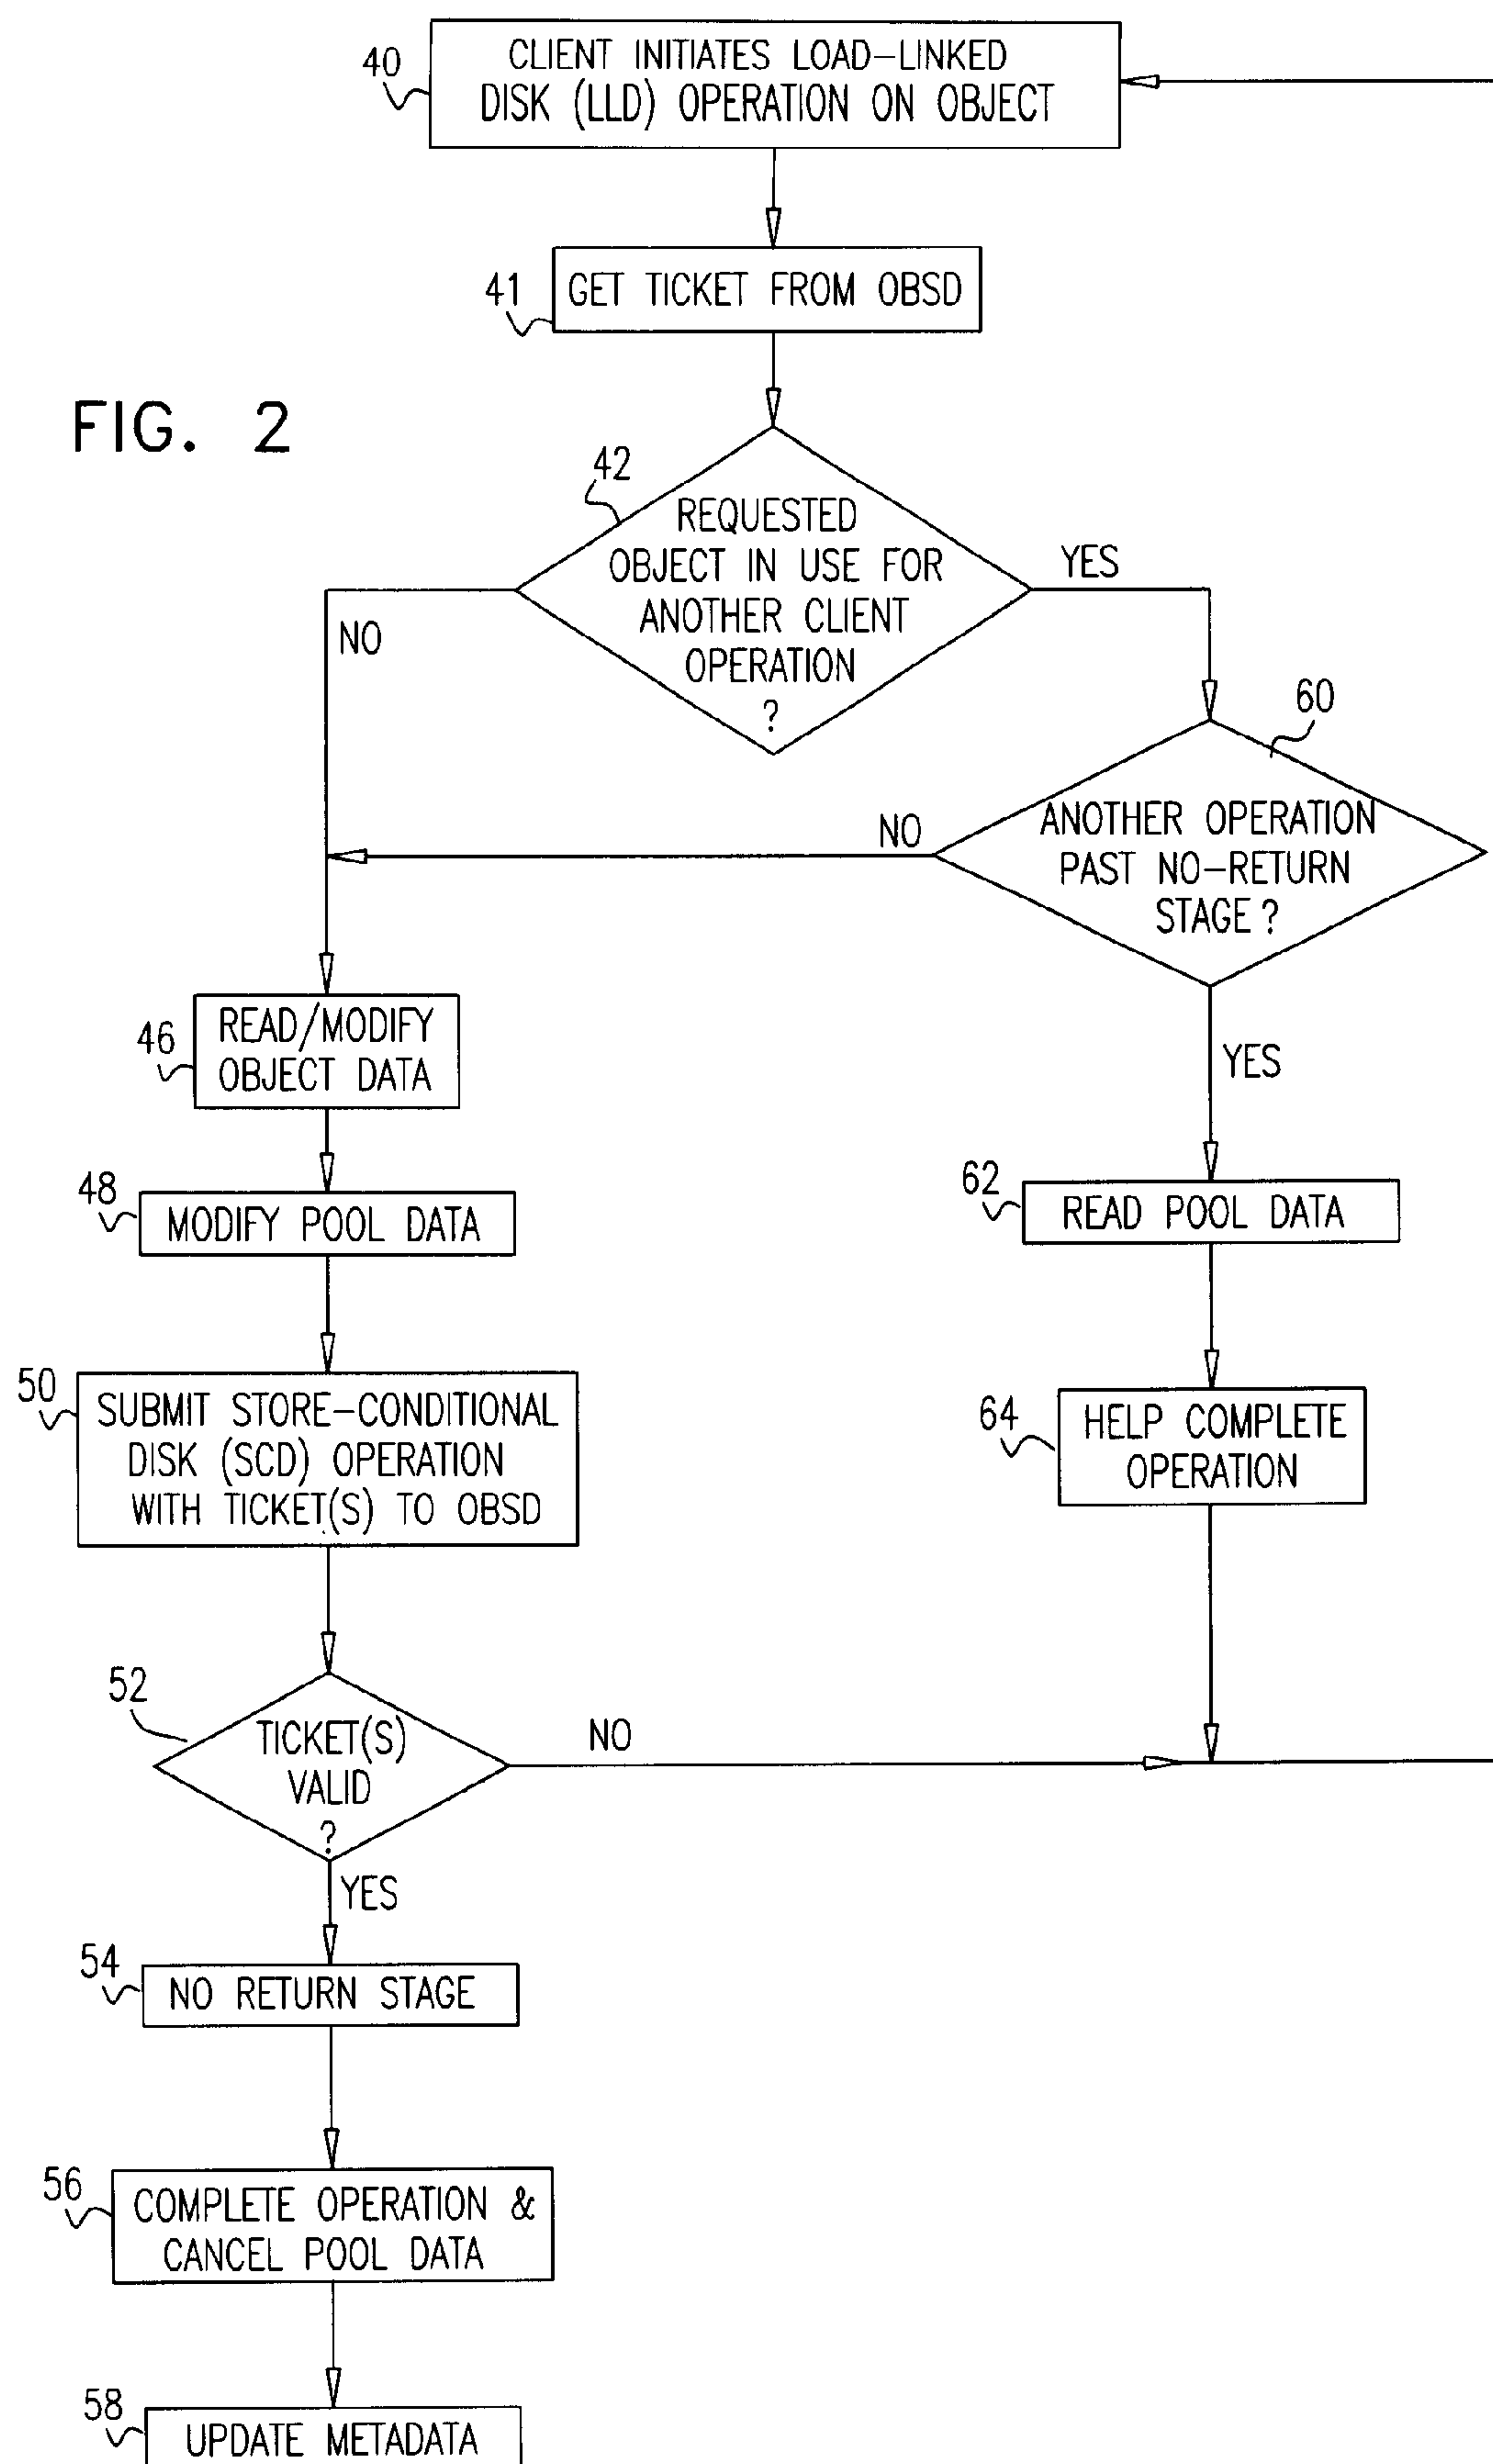 40
CLIENT INITIATES LOAD-LINKED
DISK (LLD) OPERATION ON OBJECT
41
GET TICKET FROM OBSD
FIG. 2
42
REQUESTED
OBJECT IN USE FOR
ANOTHER CLIENT
OPERATION
?
YES
NO
60
ANOTHER OPERATION
PAST NO-RETURN
STAGE?
NO
YES
46
READ/MODIFY
OBJECT DATA
48
MODIFY POOL DATA
62
READ POOL DATA
50
SUBMIT STORE-CONDITIONAL
DISK (SCD) OPERATION
WITH TICKET(S) TO OBSD
64
HELP COMPLETE
OPERATION
52
TICKET(S)
VALID
?
NO
YES
54
NO RETURN STAGE
56
COMPLETE OPERATION &
CANCEL POOL DATA
58
UPDATE METADATA